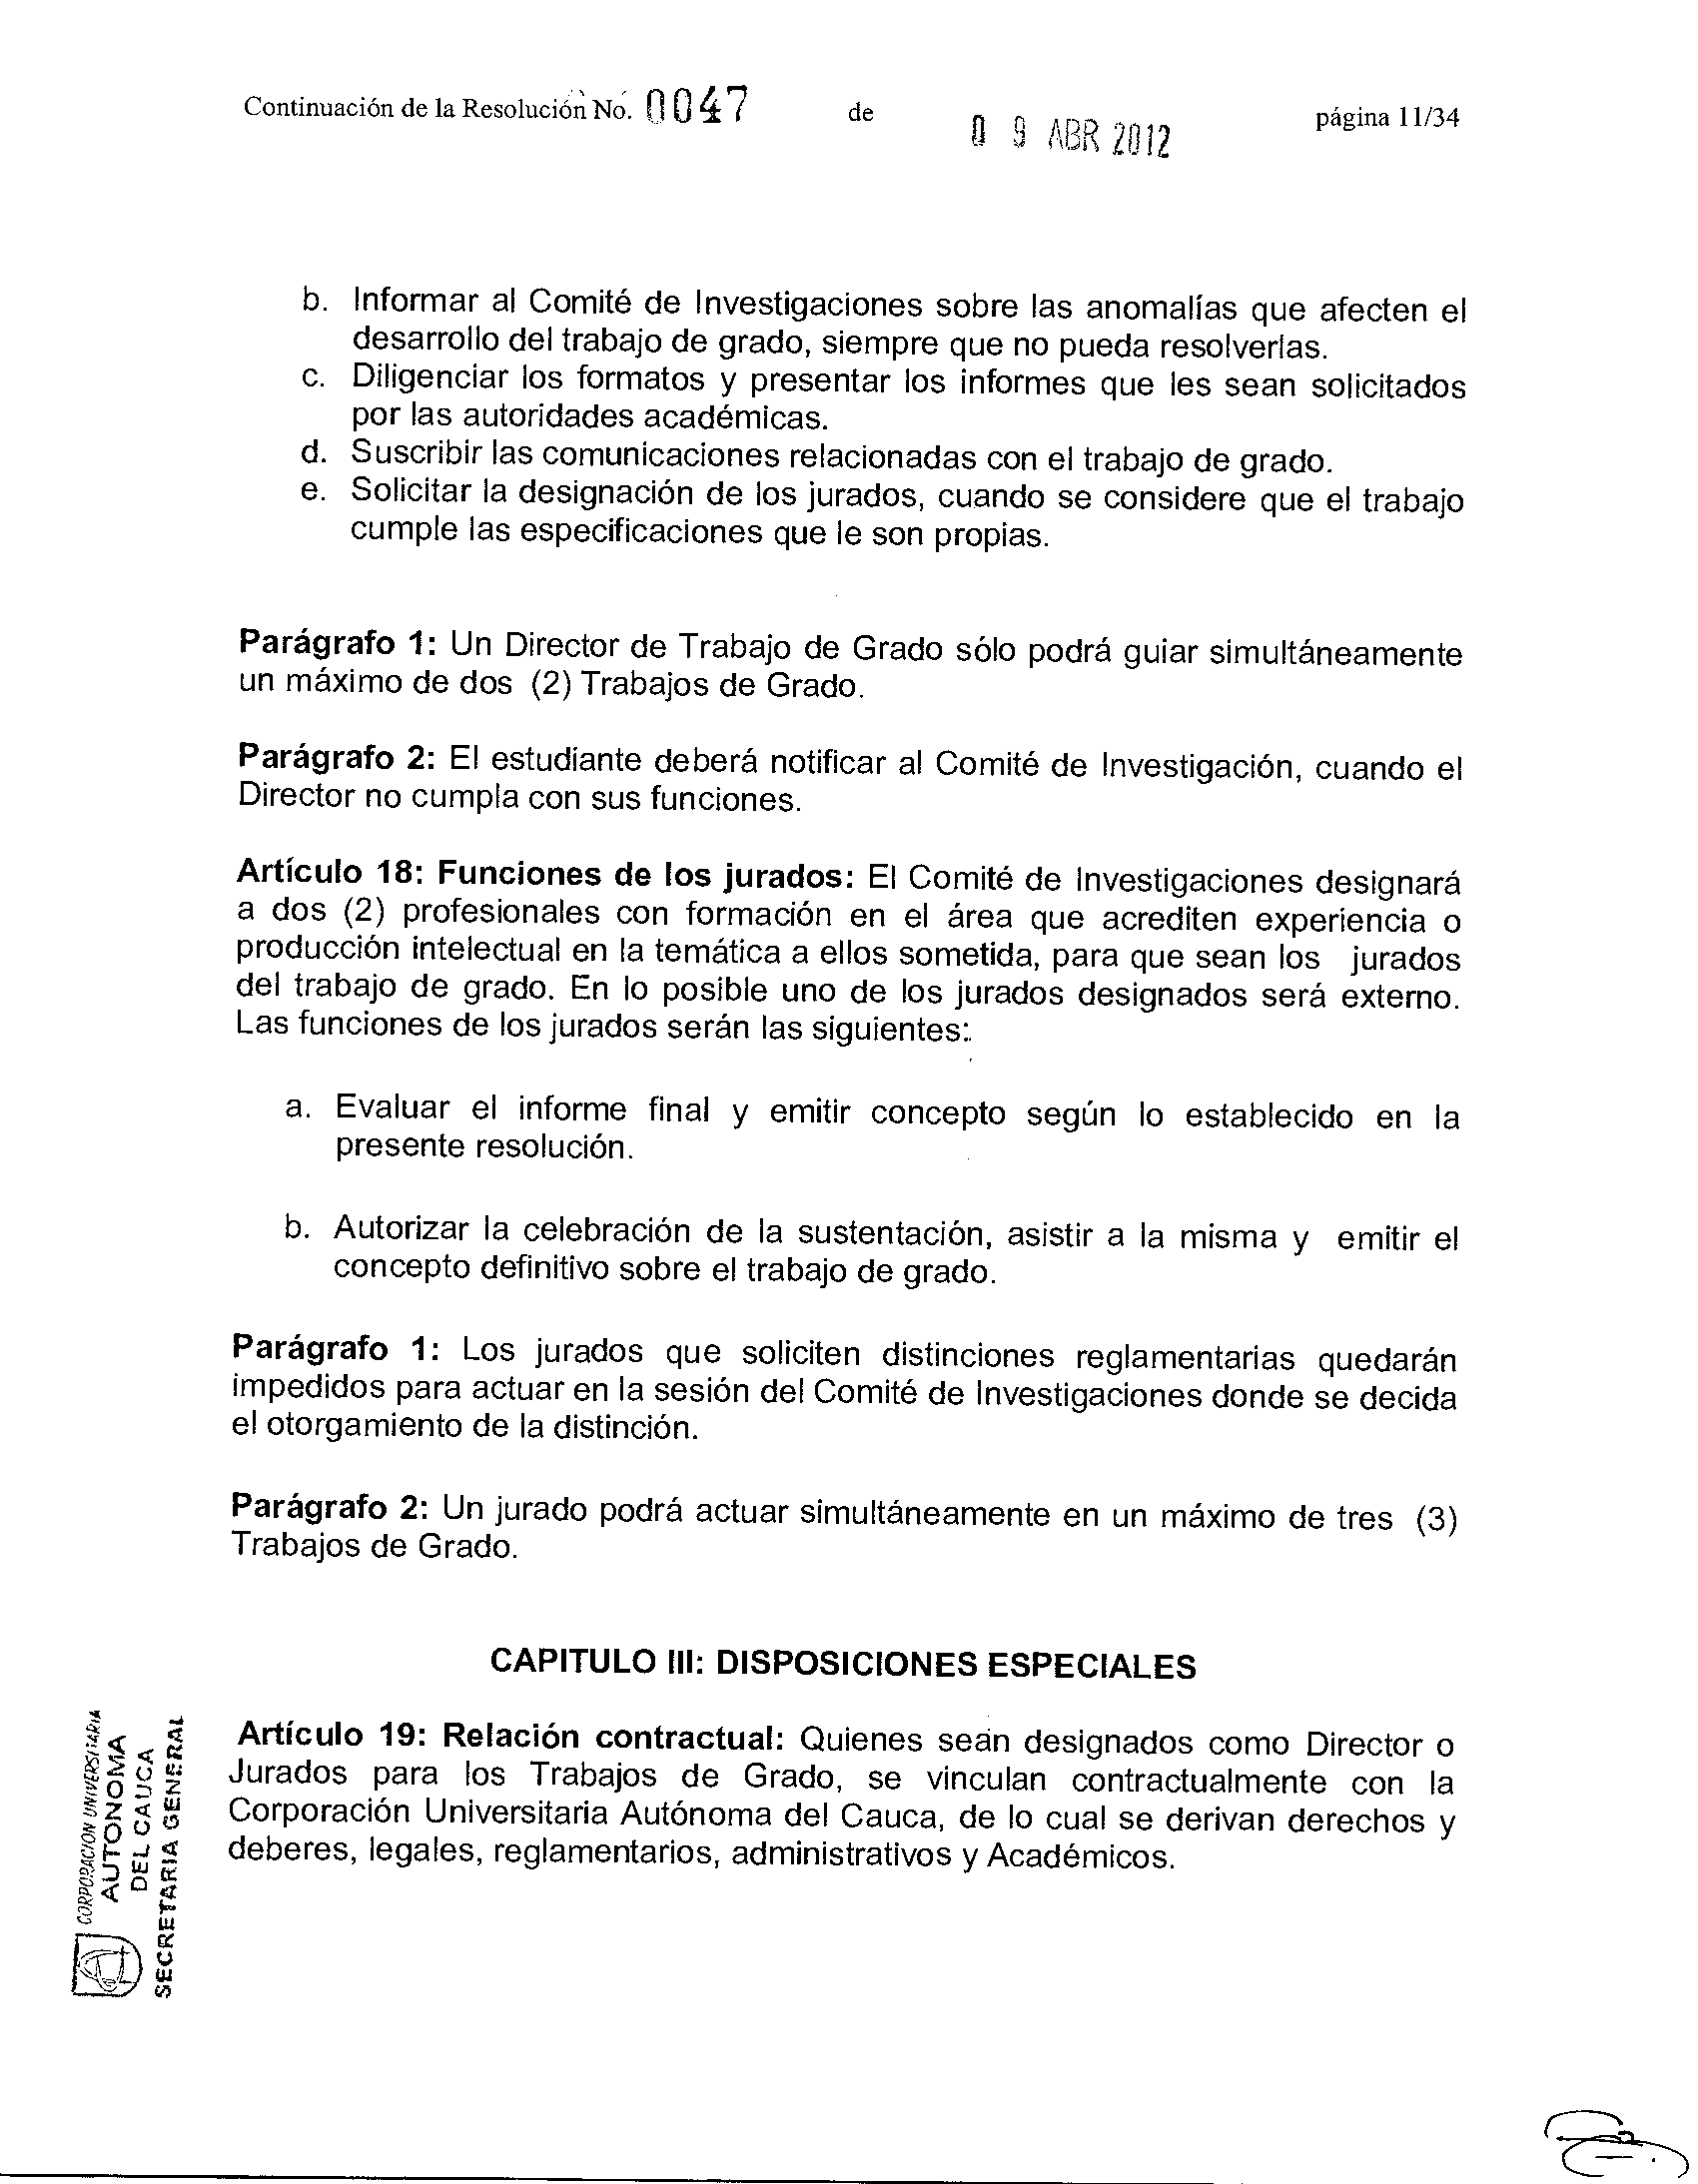 Continuación de la Resolución No. 0047 de 09 ABR 2012 página 11/34
b. Informar al Comité de Investigaciones sobre las anomalías que afecten el
desarrollo del trabajo de grado, siempre que no pueda resolverlas.
c. Diligenciar los formatos y presentar los informes que les sean solicitados
por las autoridades académicas.
d. Suscribir las comunicaciones relacionadas con el trabajo de grado.
e. Solicitar la designación de los jurados, cuando se considere que el trabajo
cumple las especificaciones que le son propias.
Parágrafo 1: Un Director de Trabajo de Grado sólo podrá guiar simultáneamente
un máximo de dos (2) Trabajos de Grado.
Parágrafo 2: El estudiante deberá notificar al Comité de Investigación, cuando el
Director no cumpla con sus funciones.
Artículo 18: Funciones de los jurados: El Comité de Investigaciones designará
a dos (2) profesionales con formación en el área que acrediten experiencia o
producción intelectual en la temática a ellos sometida, para que sean los jurados
del trabajo de grado. En lo posible uno de los jurados designados será externo.
Las funciones de los jurados serán las siguientes:
a. Evaluar el informe final y emitir concepto según lo establecido en la
presente resolución.
b. Autorizar la celebración de la sustentación, asistir a la misma y emitir el
concepto definitivo sobre el trabajo de grado.
Parágrafo 1: Los jurados que soliciten distinciones reglamentarias quedarán
impedidos para actuar en la sesión del Comité de Investigaciones donde se decida
el otorgamiento de la distinción.
Parágrafo 2: Un jurado podrá actuar simultáneamente en un máximo de tres (3)
Trabajos de Grado.
CAPITULO III: DISPOSICIONES ESPECIALES
Artículo 19: Relación contractual: Quienes sean designados como Director o
Jurados para los Trabajos de Grado, se vinculan contractualmente con la
Corporación Universitaria Autónoma del Cauca, de lo cual se derivan derechos y
deberes, legales, reglamentarios, administrativos y Académicos.
CORPORACION UNIVERSITARIA
AUTONOMA
DEL CAUCA
SECRETARIA GENERAL